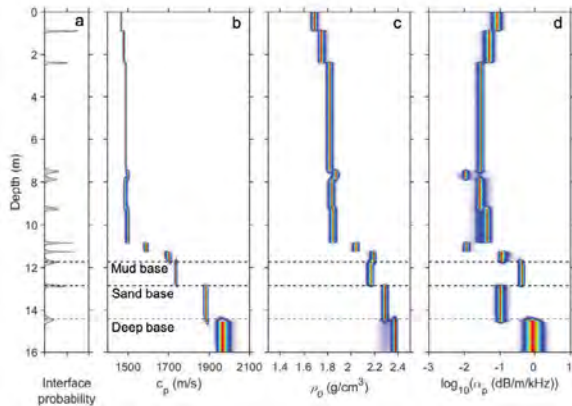 a
b
c
d
0
2
4
6
8
10
12
14
16
Depth (m)
Mud base
Sand base
Deep base
1500 1700 1900 2100
1.4 1.6 1.8 2 2.2 2.4
-3 -2 -1 0 1
Interface
probability
c_p (m/s)
ρ_0 (g/cm³)
log₁₀(α_p (dB/m/kHz))